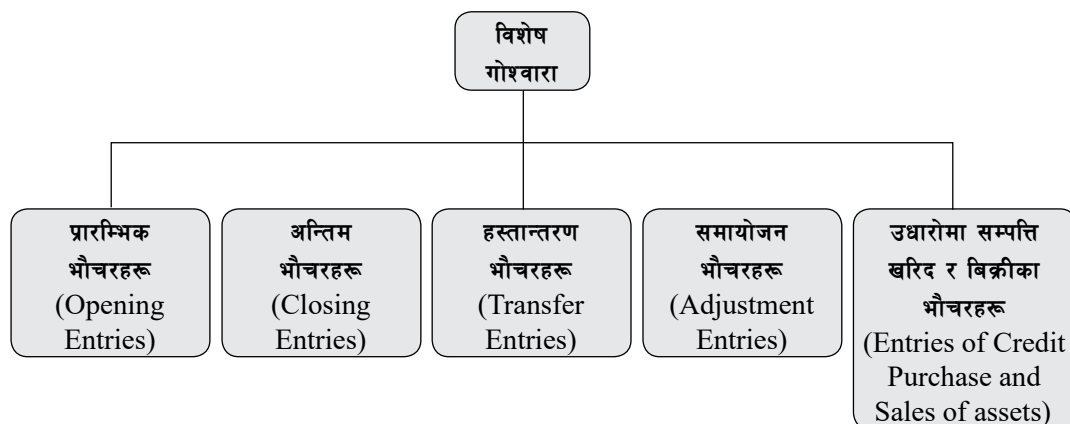 विशेष
गोश्वारा
प्रारम्भिक
भौचरहरू
(Opening
Entries)
अन्तिम
भौचरहरू
(Closing
Entries)
हस्तान्तरण
भौचरहरू
(Transfer
Entries)
समायोजन
भौचरहरू
(Adjustment
Entries)
उधारोमा सम्पत्ति
खरिद र बिक्रीका
भौचरहरू
(Entries of Credit
Purchase and
Sales of assets)